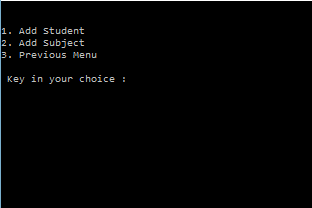 1. Add Student
2. Add Subject
3. Previous Menu
Key in your choice :